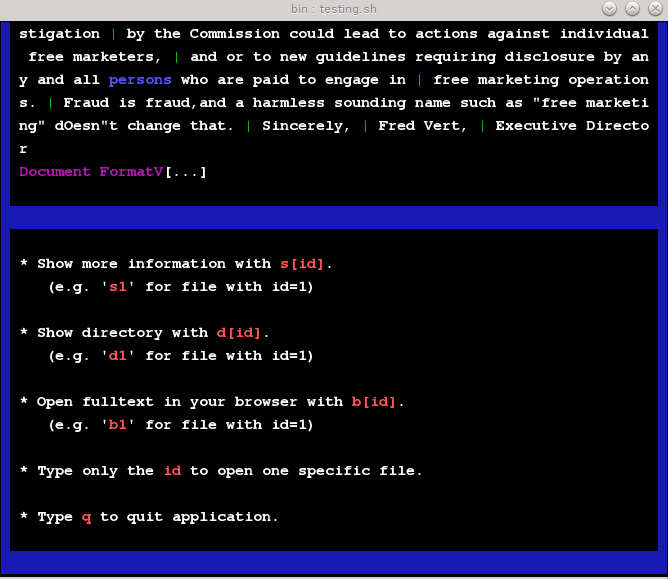 bin : testing.sh
stigation | by the Commission could lead to actions against individual
free marketers, | and or to new guidelines requiring disclosure by an
y and all persons who are paid to engage in | free marketing operation
s. | Fraud is fraud,and a harmless sounding name such as "free marketi
ng" dOesn"t change that. | Sincerely, | Fred Vert, | Executive Directo
r
Document FormatV[...]
* Show more information with s[id].
(e.g. 's1' for file with id=1)
* Show directory with d[id].
(e.g. 'd1' for file with id=1)
* Open fulltext in your browser with b[id].
(e.g. 'b1' for file with id=1)
* Type only the id to open one specific file.
* Type q to quit application.